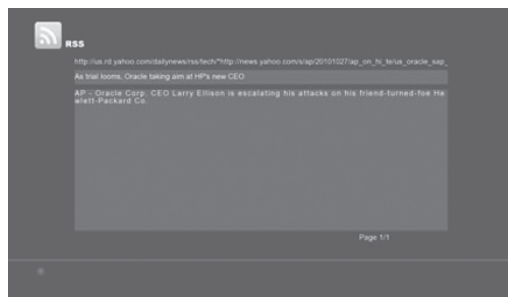 RSS
http://us.rd.yahoo.com/dailynews/rss/tech/*http://news.yahoo.com/s/ap/20101027/ap_on_hi_te/us_oracle_sap_
As trial looms, Oracle taking aim at HP's new CEO
AP - Oracle Corp. CEO Larry Ellison is escalating his attacks on his friend-turned-foe He
wlett-Packard Co.
Page 1/1